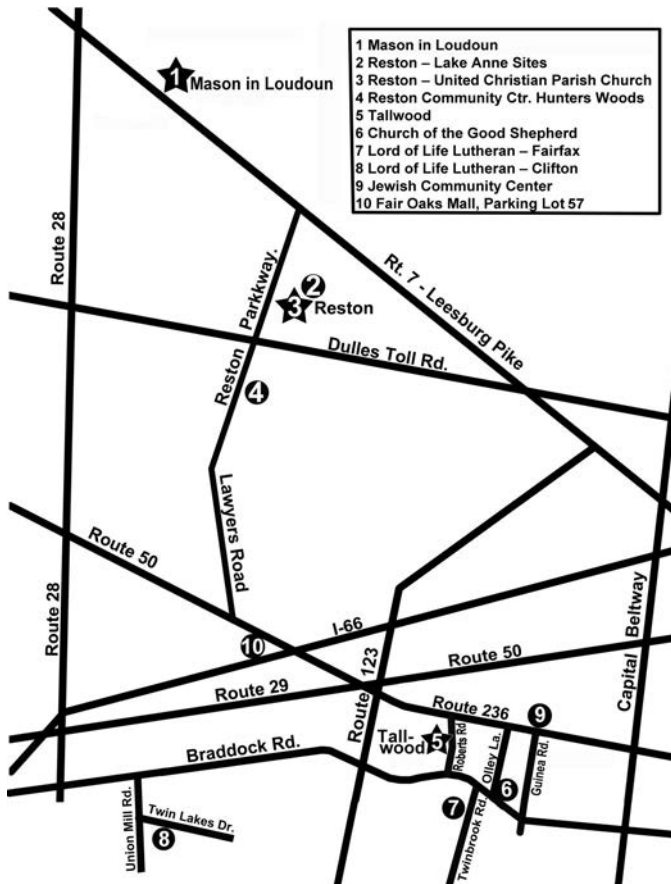 1 Mason in Loudoun
2 Reston – Lake Anne Sites
3 Reston – United Christian Parish Church
4 Reston Community Ctr. Hunters Woods
5 Tallwood
6 Church of the Good Shepherd
7 Lord of Life Lutheran – Fairfax
8 Lord of Life Lutheran – Clifton
9 Jewish Community Center
10 Fair Oaks Mall, Parking Lot 57
1 Mason in Loudoun
Route 28
Rt. 7 - Leesburg Pike
Reston Parkkway.
2
3 Reston
Dulles Toll Rd.
4
Lawyers Road
Route 50
Route 28
I-66
10
Route 123
Route 50
Route 29
Capital Beltway
Route 236
9
Braddock Rd.
Tall-
wood
5
Roberts Rd
Olley La.
Guinea Rd.
6
7
Twinbrook Rd.
Union Mill Rd.
Twin Lakes Dr.
8